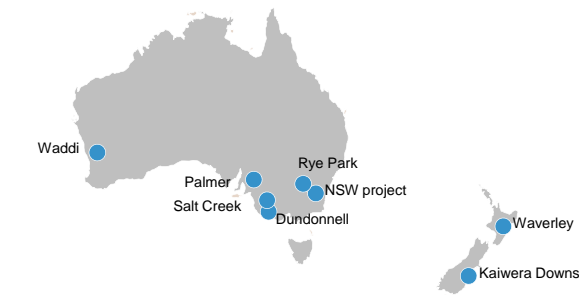 Waddi
Rye Park
Palmer
NSW project
Salt Creek
Dundonnell
Waverley
Kaiwera Downs